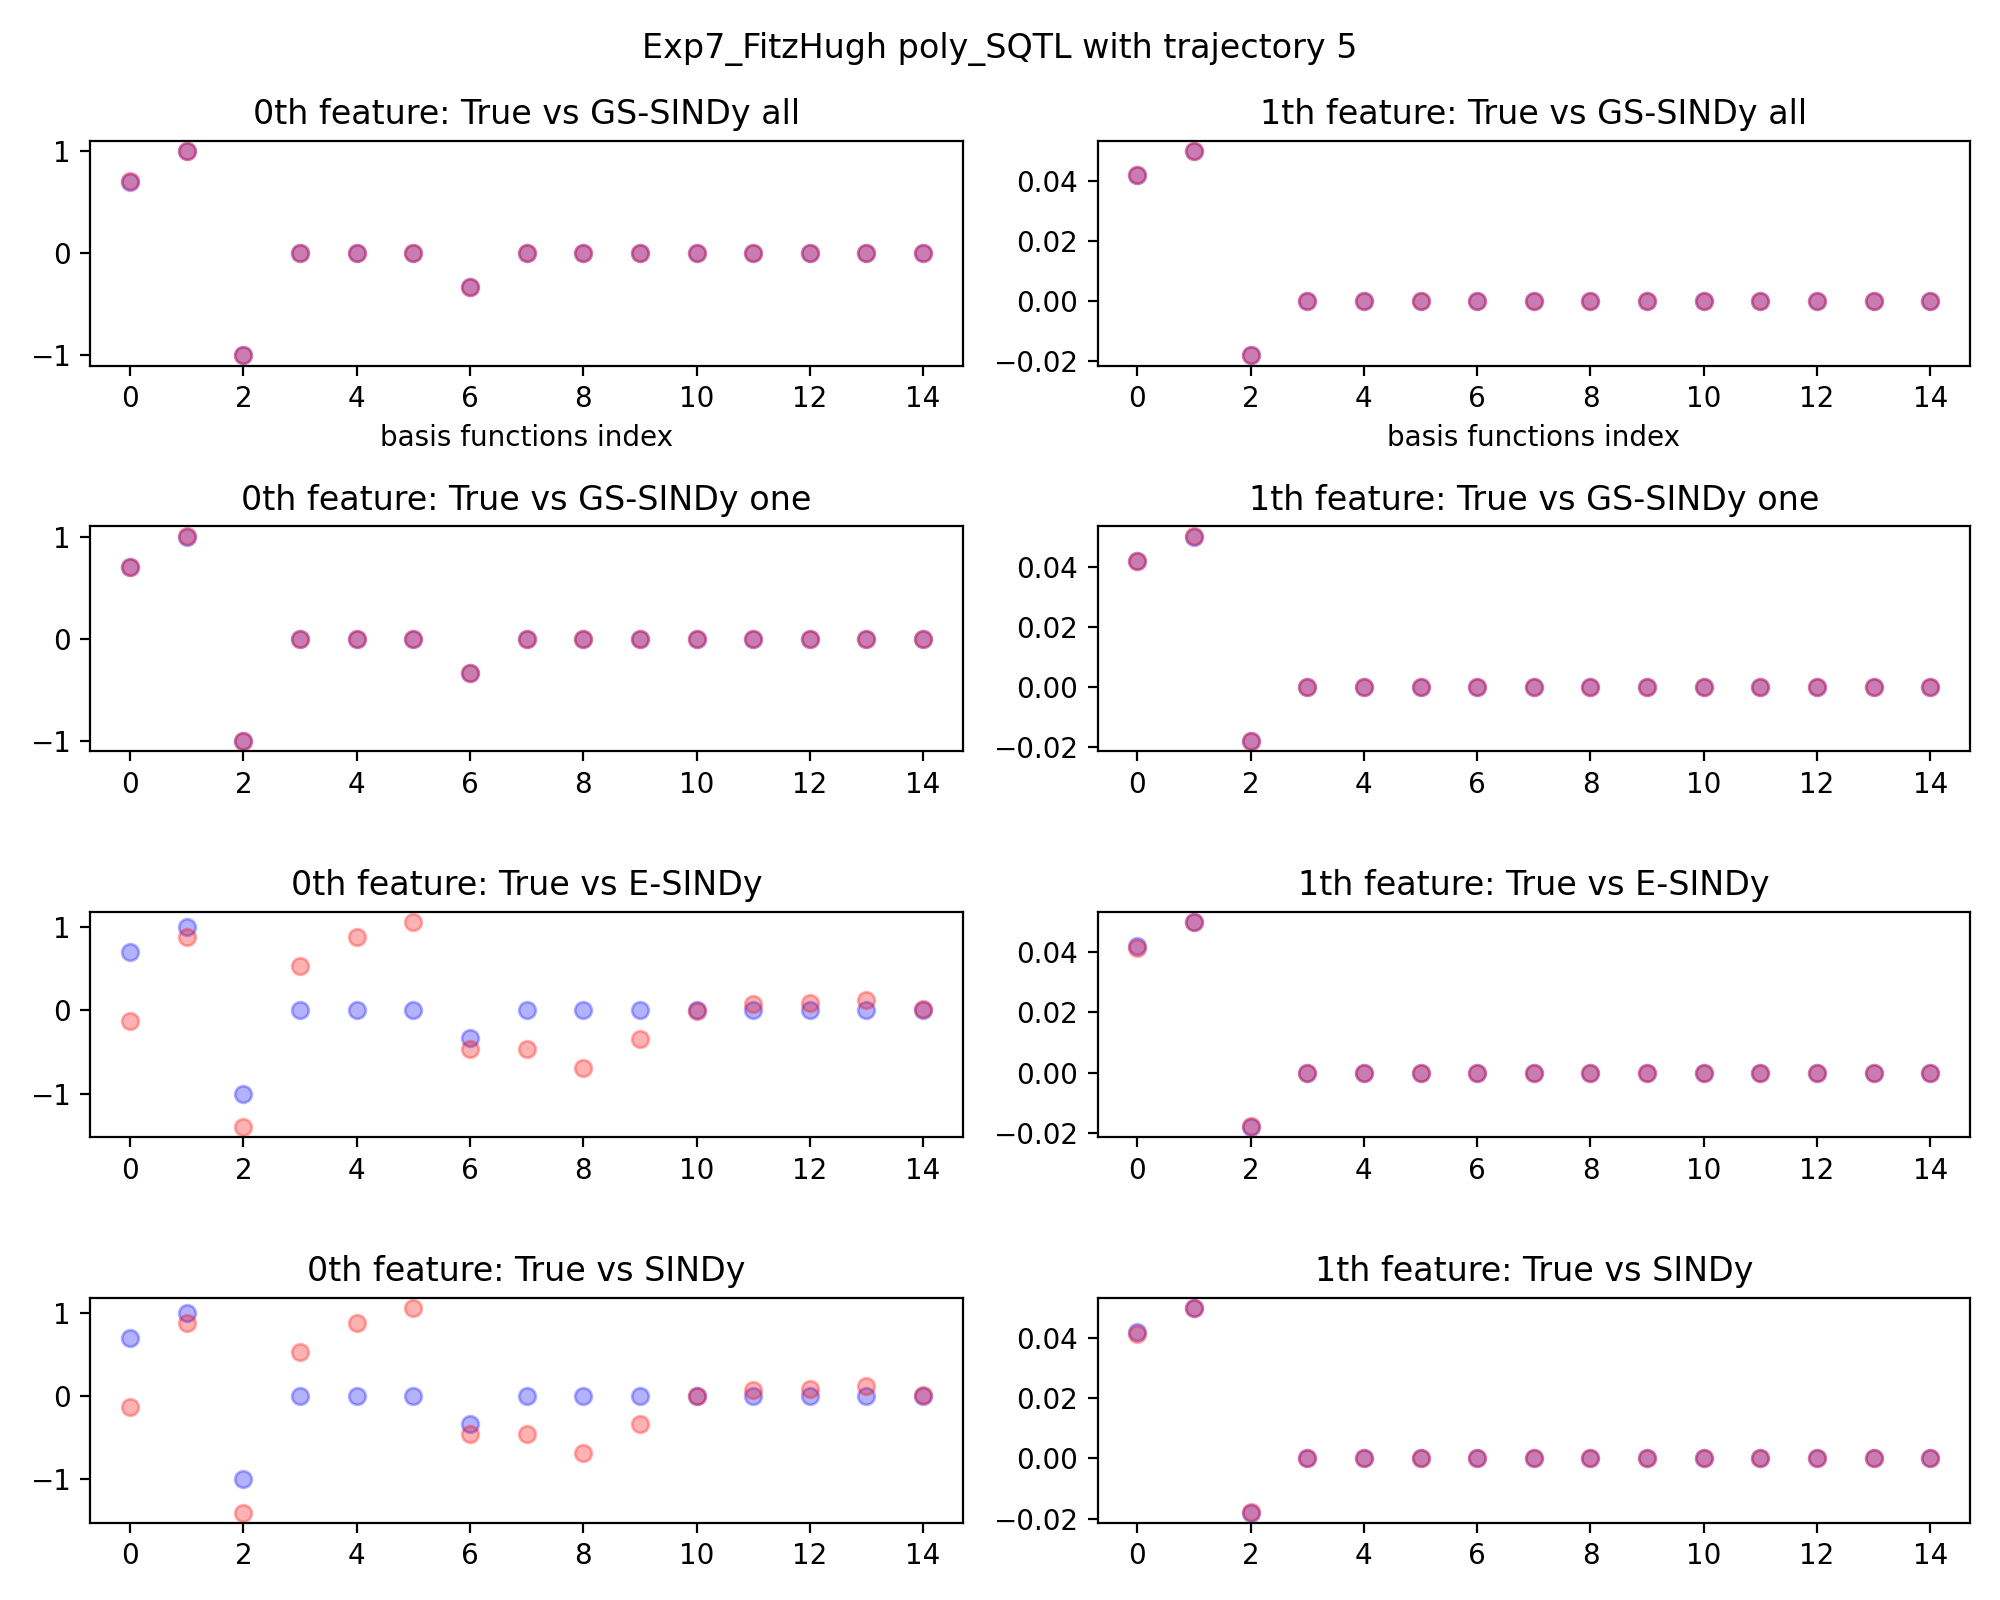 Exp7_FitzHugh poly_SQTL with trajectory 5
0th feature: True vs GS-SINDy all
1
0
−1
0 2 4 6 8 10 12 14
basis functions index
1th feature: True vs GS-SINDy all
0.04
0.02
0.00
−0.02
0 2 4 6 8 10 12 14
basis functions index
0th feature: True vs GS-SINDy one
1
0
−1
0 2 4 6 8 10 12 14
1th feature: True vs GS-SINDy one
0.04
0.02
0.00
−0.02
0 2 4 6 8 10 12 14
0th feature: True vs E-SINDy
1
0
−1
0 2 4 6 8 10 12 14
1th feature: True vs E-SINDy
0.04
0.02
0.00
−0.02
0 2 4 6 8 10 12 14
0th feature: True vs SINDy
1
0
−1
0 2 4 6 8 10 12 14
1th feature: True vs SINDy
0.04
0.02
0.00
−0.02
0 2 4 6 8 10 12 14